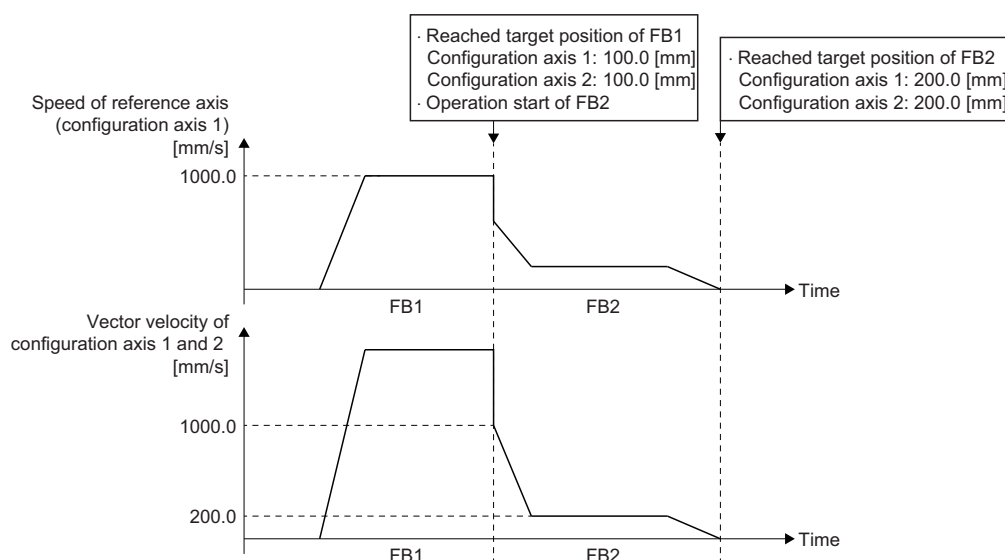 · Reached target position of FB1
Configuration axis 1: 100.0 [mm]
Configuration axis 2: 100.0 [mm]
· Operation start of FB2
· Reached target position of FB2
Configuration axis 1: 200.0 [mm]
Configuration axis 2: 200.0 [mm]
Speed of reference axis
(configuration axis 1)
[mm/s]
1000.0
FB1
FB2
Time
Vector velocity of
configuration axis 1 and 2
[mm/s]
1000.0
200.0
FB1
FB2
Time